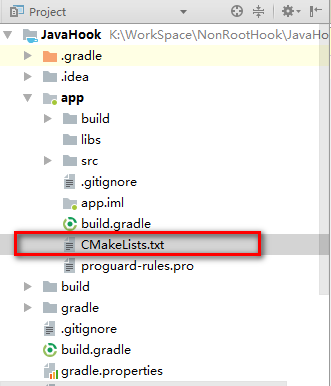 Project
JavaHook K:\WorkSpace\NonRootHook\JavaHo
.gradle
.idea
app
build
libs
src
.gitignore
app.iml
build.gradle
CMakeLists.txt
proguard-rules.pro
build
gradle
.gitignore
build.gradle
gradle.properties